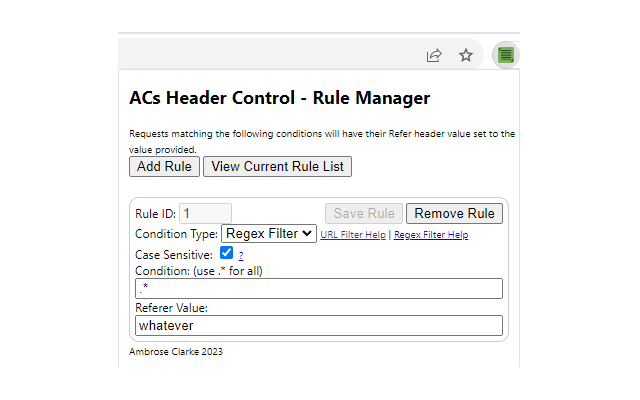 ACs Header Control - Rule Manager
Requests matching the following conditions will have their Refer header value set to the
value provided.
Add Rule View Current Rule List
Rule ID: 1 Save Rule Remove Rule
Condition Type: Regex Filter URL Filter Help | Regex Filter Help
Case Sensitive: ?
Condition: (use .* for all)
.*
Referer Value:
whatever
Ambrose Clarke 2023